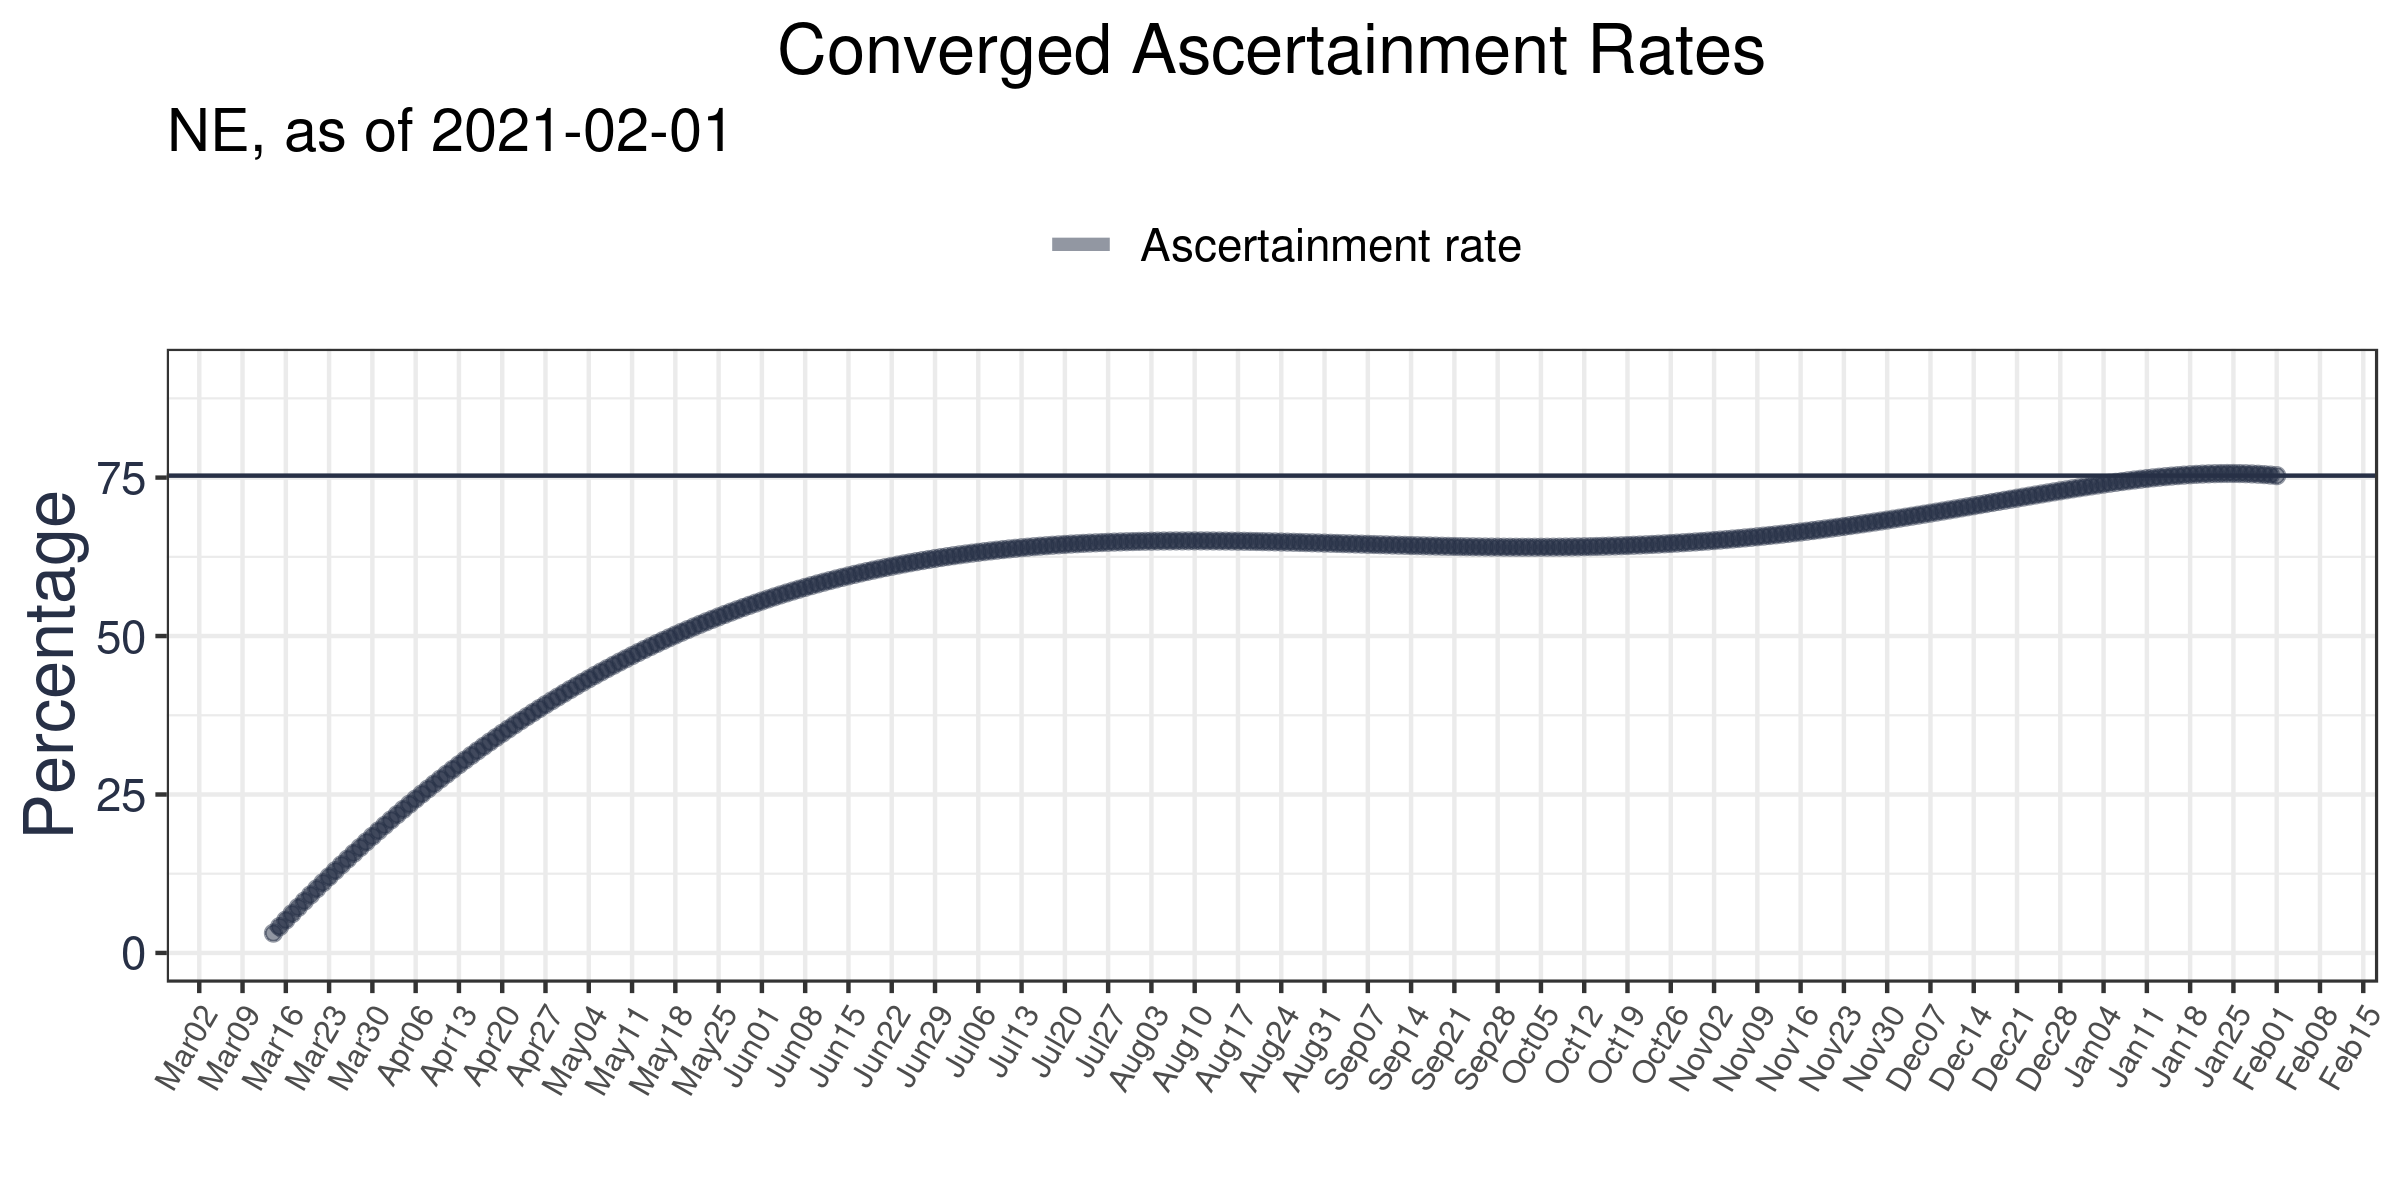 Converged Ascertainment Rates
NE, as of 2021-02-01
Ascertainment rate
Percentage
75
50
25
0
Mar02 Mar09 Mar16 Mar23 Mar30 Apr06 Apr13 Apr20 Apr27 May04 May11 May18 May25 Jun01 Jun08 Jun15 Jun22 Jun29 Jul06 Jul13 Jul20 Jul27 Aug03 Aug10 Aug17 Aug24 Aug31 Sep07 Sep14 Sep21 Sep28 Oct05 Oct12 Oct19 Oct26 Nov02 Nov09 Nov16 Nov23 Nov30 Dec07 Dec14 Dec21 Dec28 Jan04 Jan11 Jan18 Jan25 Feb01 Feb08 Feb15